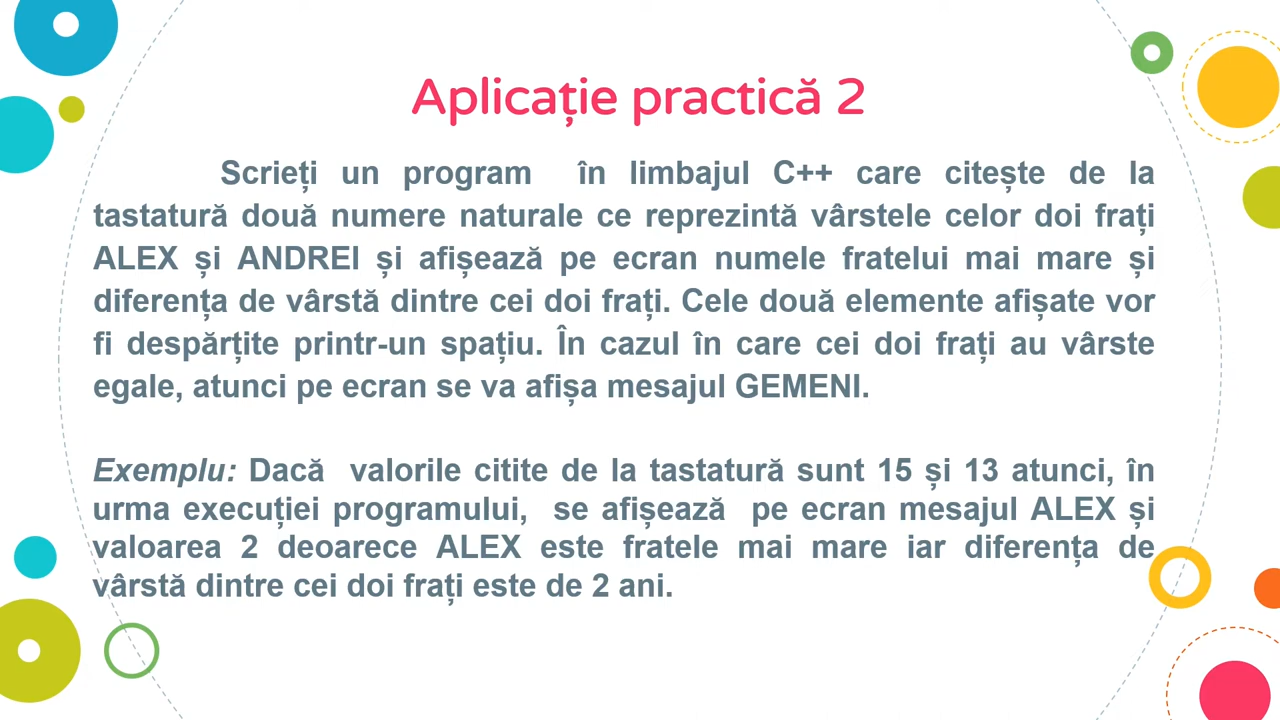 Aplicație practică 2
Scrieți un program în limbajul C++ care citește de la
tastatură două numere naturale ce reprezintă vârstele celor doi frați
ALEX și ANDREI și afișează pe ecran numele fratelui mai mare și
diferența de vârstă dintre cei doi frați. Cele două elemente afișate vor
fi despărțite printr-un spațiu. În cazul în care cei doi frați au vârste
egale, atunci pe ecran se va afișa mesajul GEMENI.
Exemplu: Dacă valorile citite de la tastatură sunt 15 și 13 atunci, în
urma execuției programului, se afișează pe ecran mesajul ALEX și
valoarea 2 deoarece ALEX este fratele mai mare iar diferența de
vârstă dintre cei doi frați este de 2 ani.